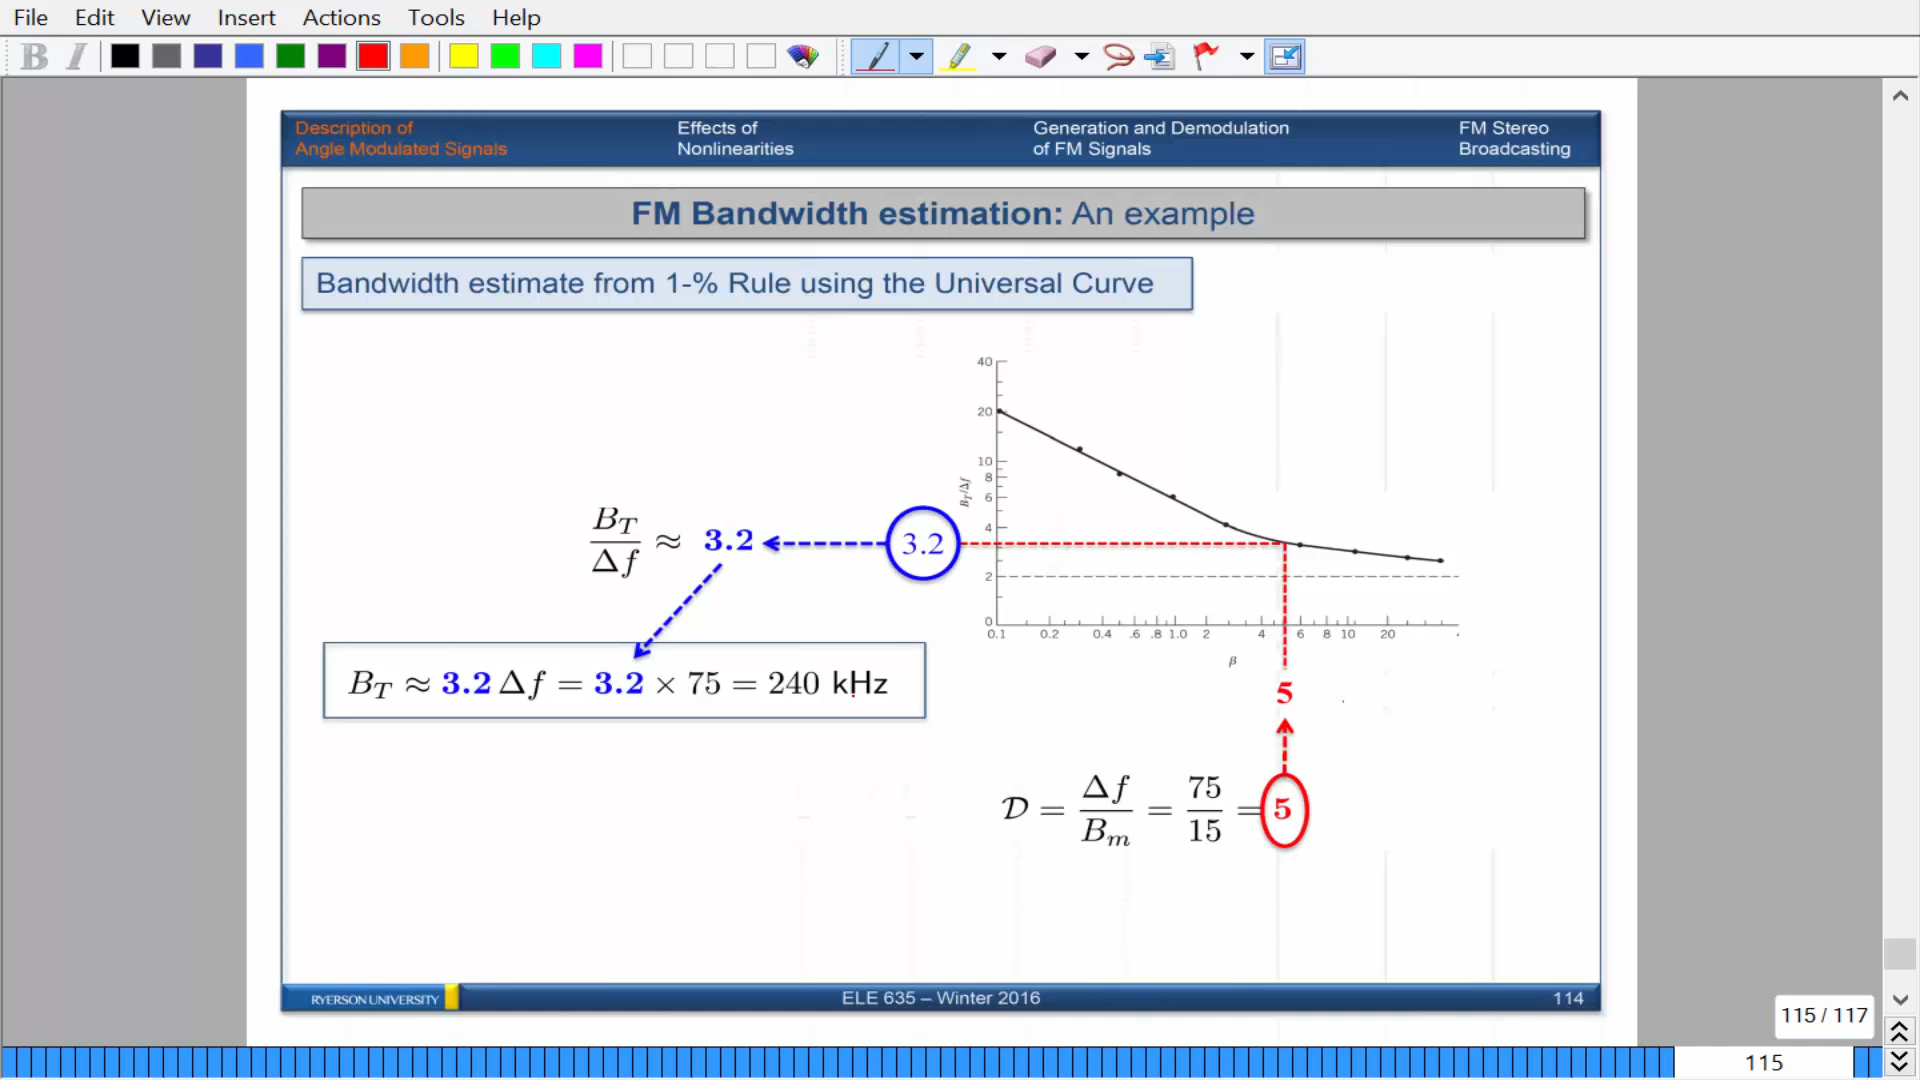 File Edit View Insert Actions Tools Help
B I
Description of
Angle Modulated Signals
Effects of
Nonlinearities
Generation and Demodulation
of FM Signals
FM Stereo
Broadcasting
FM Bandwidth estimation: An example
Bandwidth estimate from 1-% Rule using the Universal Curve
40
20
10
8
6
4
2
0
B_T/Δf
0.1 0.2 0.4 .6 .8 1.0 2 4 6 8 10 20
β
B_T/Δf ≈ 3.2
3.2
B_T ≈ 3.2 Δf = 3.2 × 75 = 240 kHz
5
D = Δf/B_m = 75/15 = 5
RYERSON UNIVERSITY
ELE 635 – Winter 2016
114
115 / 117
115